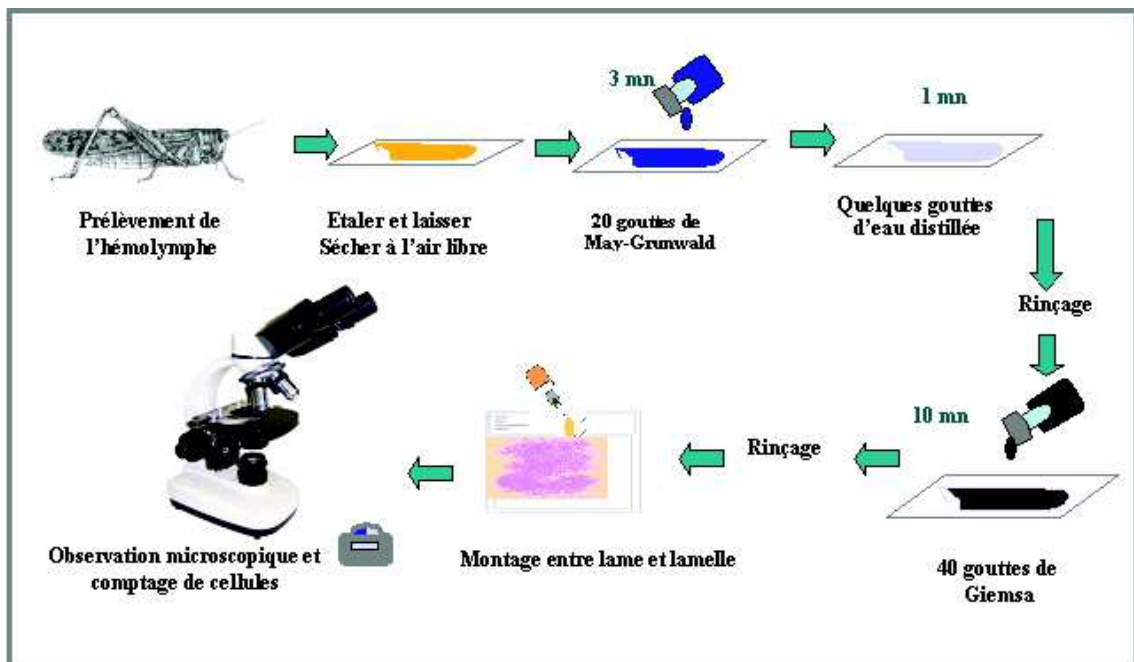 Prélèvement de
l'hémolymphe
Etaler et laisser
Sécher à l'air libre
3 mn
20 gouttes de
May-Grunwald
1 mn
Quelques gouttes
d'eau distillée
Rinçage
10 mn
40 gouttes de
Giemsa
Rinçage
Montage entre lame et lamelle
Observation microscopique et
comptage de cellules